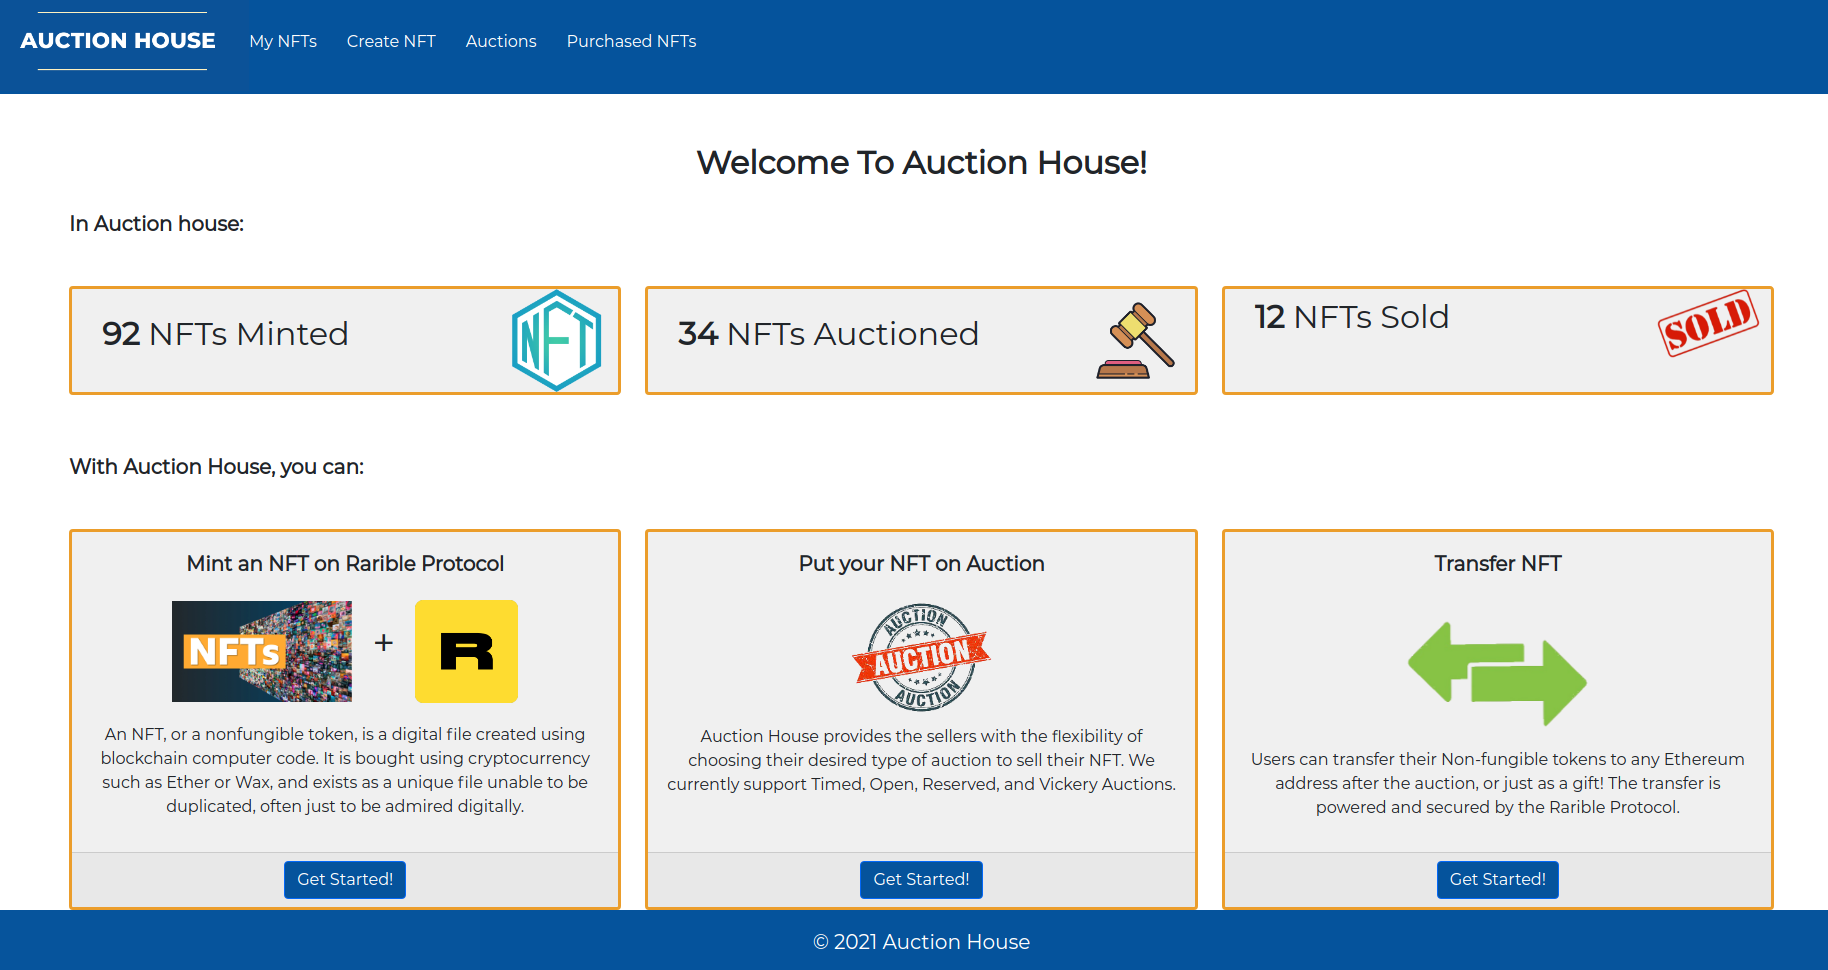 AUCTION HOUSE
My NFTs
Create NFT
Auctions
Purchased NFTs
Welcome To Auction House!
In Auction house:
92 NFTs Minted
NFT
34 NFTs Auctioned
12 NFTs Sold
SOLD
With Auction House, you can:
Mint an NFT on Rarible Protocol
NFTs
+
R
An NFT, or a nonfungible token, is a digital file created using
blockchain computer code. It is bought using cryptocurrency
such as Ether or Wax, and exists as a unique file unable to be
duplicated, often just to be admired digitally.
Get Started!
Put your NFT on Auction
AUCTION
AUCTION
AUCTION
Auction House provides the sellers with the flexibility of
choosing their desired type of auction to sell their NFT. We
currently support Timed, Open, Reserved, and Vickery Auctions.
Get Started!
Transfer NFT
Users can transfer their Non-fungible tokens to any Ethereum
address after the auction, or just as a gift! The transfer is
powered and secured by the Rarible Protocol.
Get Started!
© 2021 Auction House